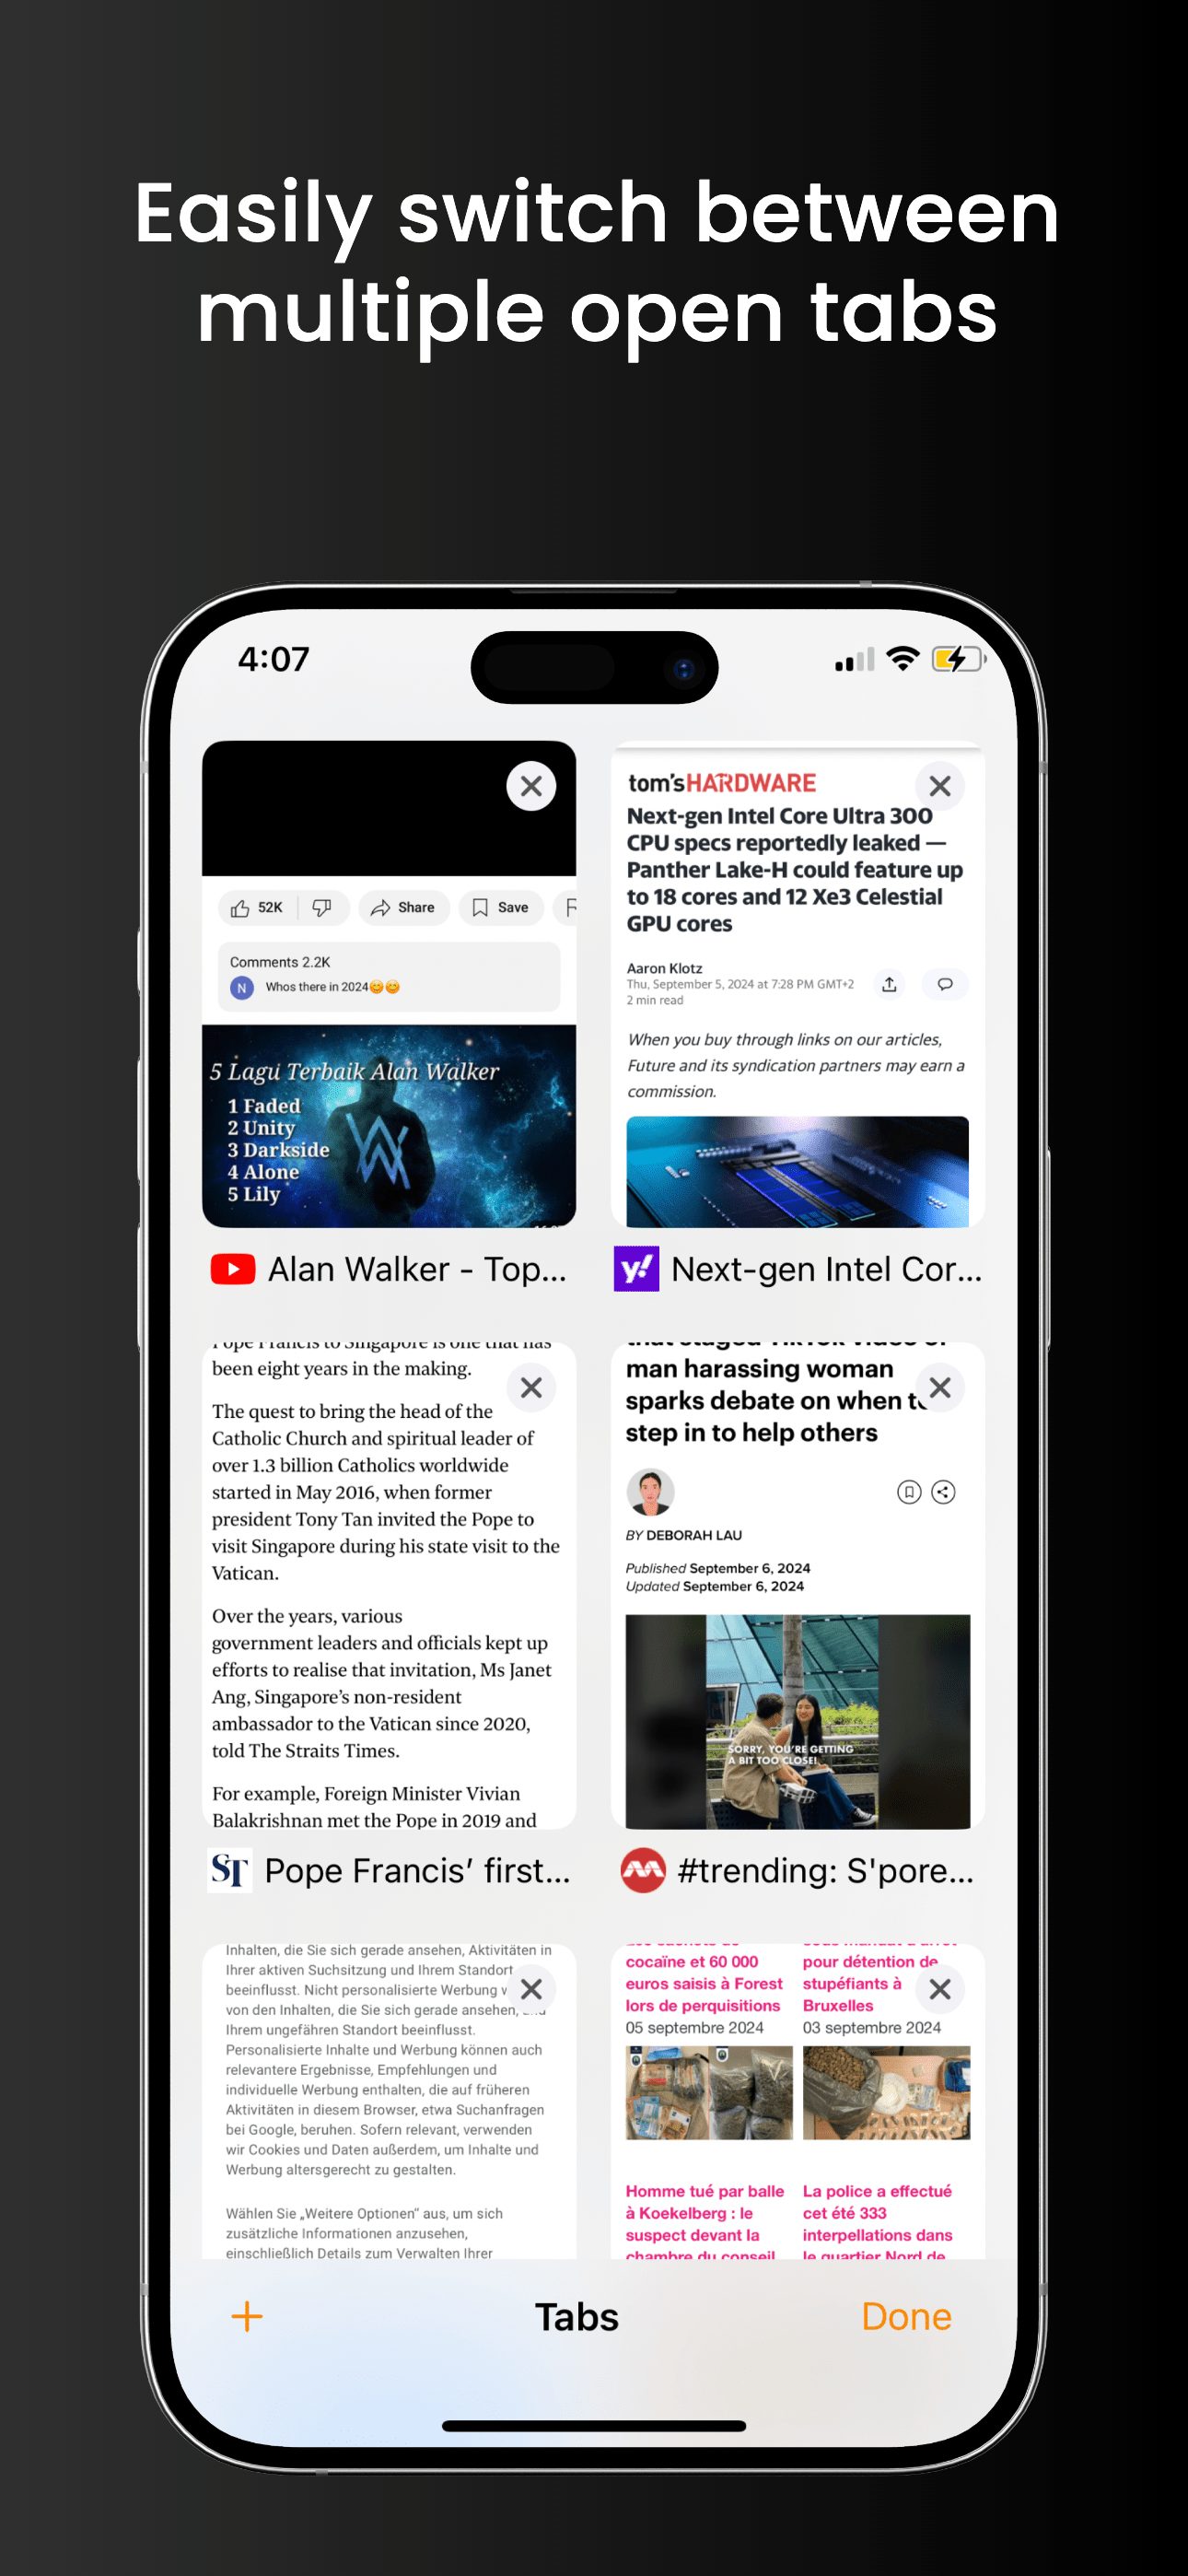 Easily switch between
multiple open tabs
4:07
52K
Share
Save
Comments 2.2K
N
Whos there in 2024😊😊
5 Lagu Terbaik Alan Walker
1 Faded
2 Unity
3 Darkside
4 Alone
5 Lily
Alan Walker - Top...
tom's HARDWARE
Next-gen Intel Core Ultra 300
CPU specs reportedly leaked —
Panther Lake-H could feature up
to 18 cores and 12 Xe3 Celestial
GPU cores
Aaron Klotz
Thu, September 5, 2024 at 7:28 PM GMT+2
2 min read
When you buy through links on our articles,
Future and its syndication partners may earn a
commission.
y! Next-gen Intel Cor...
Pope Francis to Singapore is one that has
been eight years in the making.
The quest to bring the head of the
Catholic Church and spiritual leader of
over 1.3 billion Catholics worldwide
started in May 2016, when former
president Tony Tan invited the Pope to
visit Singapore during his state visit to the
Vatican.
Over the years, various
government leaders and officials kept up
efforts to realise that invitation, Ms Janet
Ang, Singapore's non-resident
ambassador to the Vatican since 2020,
told The Straits Times.
For example, Foreign Minister Vivian
Balakrishnan met the Pope in 2019 and
ST Pope Francis' first...
that staged TikTok video of
man harassing woman
sparks debate on when to
step in to help others
BY DEBORAH LAU
Published September 6, 2024
Updated September 6, 2024
SORRY, YOU'RE GETTING
A BIT TOO CLOSE!
#trending: S'pore...
Inhalten, die Sie sich gerade ansehen, Aktivitäten in
Ihrer aktiven Suchsitzung und Ihrem Standort
beeinflusst. Nicht personalisierte Werbung
von den Inhalten, die Sie sich gerade ansehen, und
Ihrem ungefähren Standort beeinflusst.
Personalisierte Inhalte und Werbung können auch
relevantere Ergebnisse, Empfehlungen und
individuelle Werbung enthalten, die auf früheren
Aktivitäten in diesem Browser, etwa Suchanfragen
bei Google, beruhen. Sofern relevant, verwenden
wir Cookies und Daten außerdem, um Inhalte und
Werbung altersgerecht zu gestalten.
Wählen Sie „Weitere Optionen“ aus, um sich
zusätzliche Informationen anzusehen,
einschließlich Details zum Verwalten Ihrer
cocaïne et 60 000
euros saisis à Forest
lors de perquisitions
05 septembre 2024
pour détention de
stupéfiants à
Bruxelles
03 septembre 2024
Homme tué par balle
à Koekelberg : le
suspect devant la
chambre du conseil
La police a effectué
cet été 333
interpellations dans
le quartier Nord de
Tabs
Done